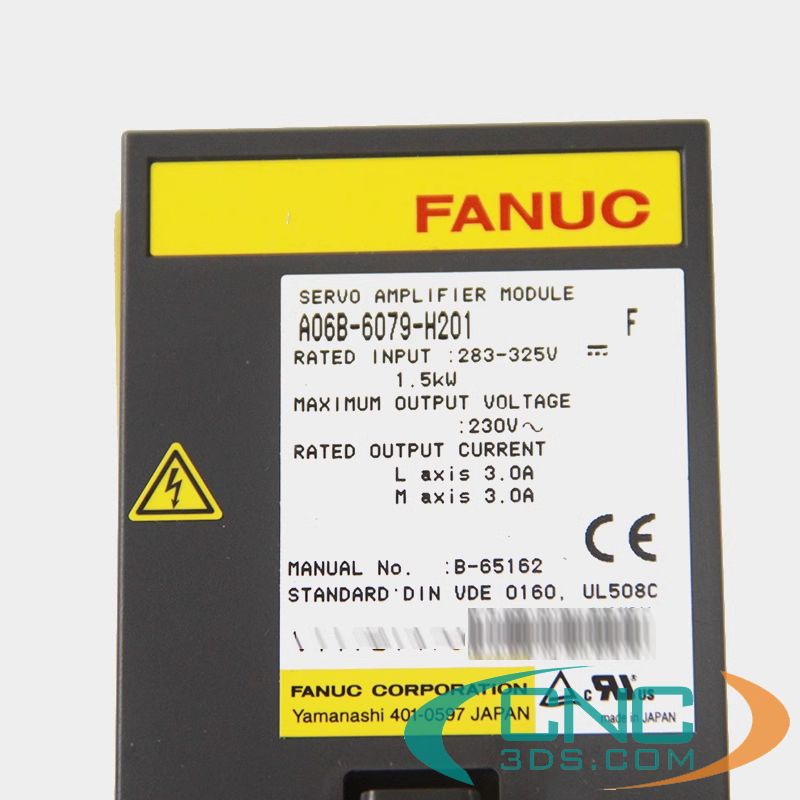 FANUC
SERVO AMPLIFIER MODULE
A06B-6079-H201 F
RATED INPUT :283-325V ⎓
1.5kW
MAXIMUM OUTPUT VOLTAGE
:230V~
RATED OUTPUT CURRENT
L axis 3.0A
M axis 3.0A
CE
MANUAL No. :B-65162
STANDARD:DIN VDE 0160, UL508C
FANUC CORPORATION
Yamanashi 401-0597 JAPAN
c RU US
made in JAPAN
CNC
3DS.COM